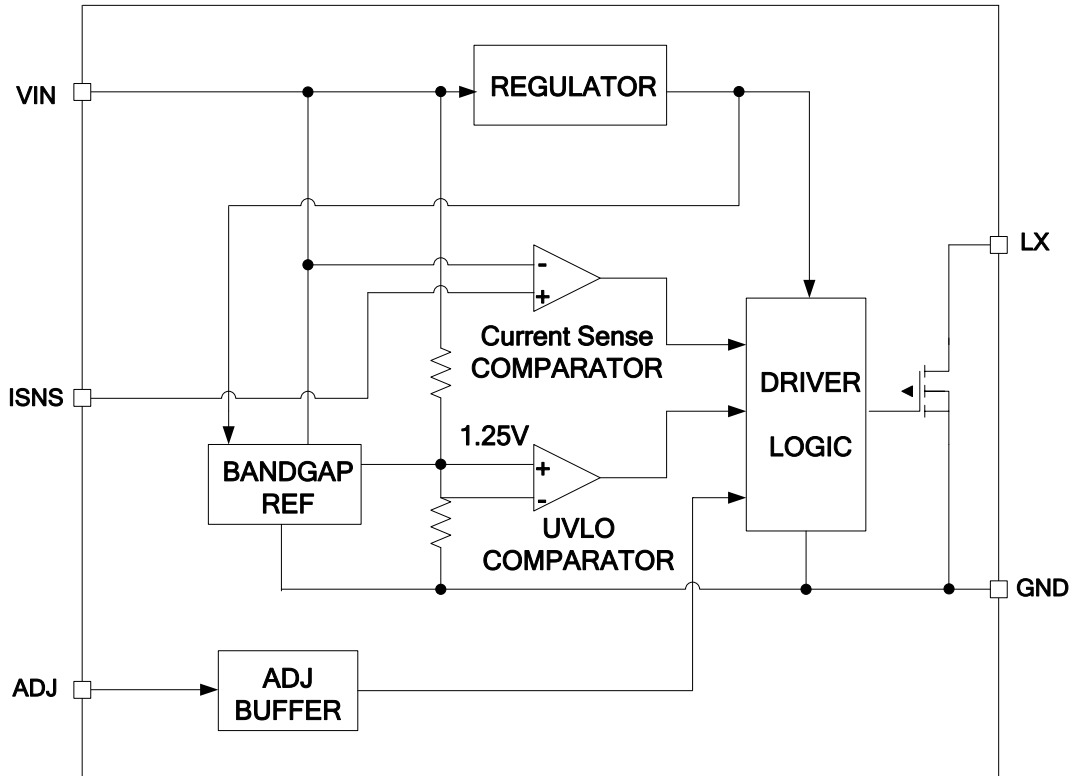 VIN
REGULATOR
LX
-
+
Current Sense
COMPARATOR
ISNS
DRIVER
LOGIC
1.25V
BANDGAP
REF
+
-
UVLO
COMPARATOR
GND
ADJ
ADJ
BUFFER